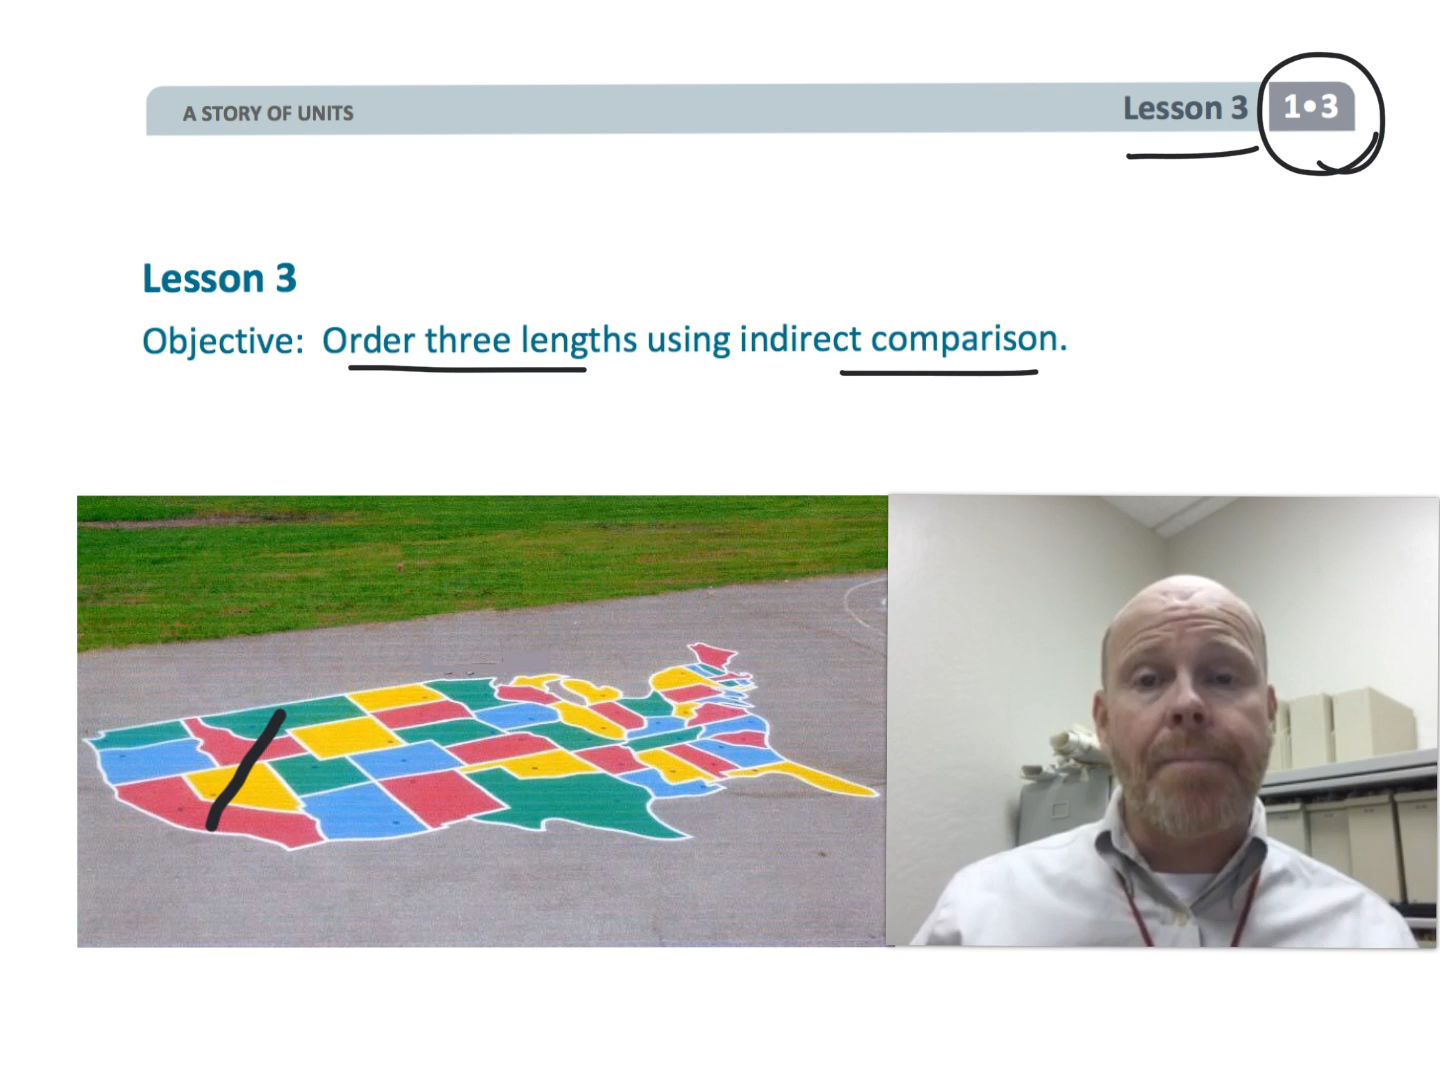 A STORY OF UNITS
Lesson 3 1•3
Lesson 3
Objective: Order three lengths using indirect comparison.